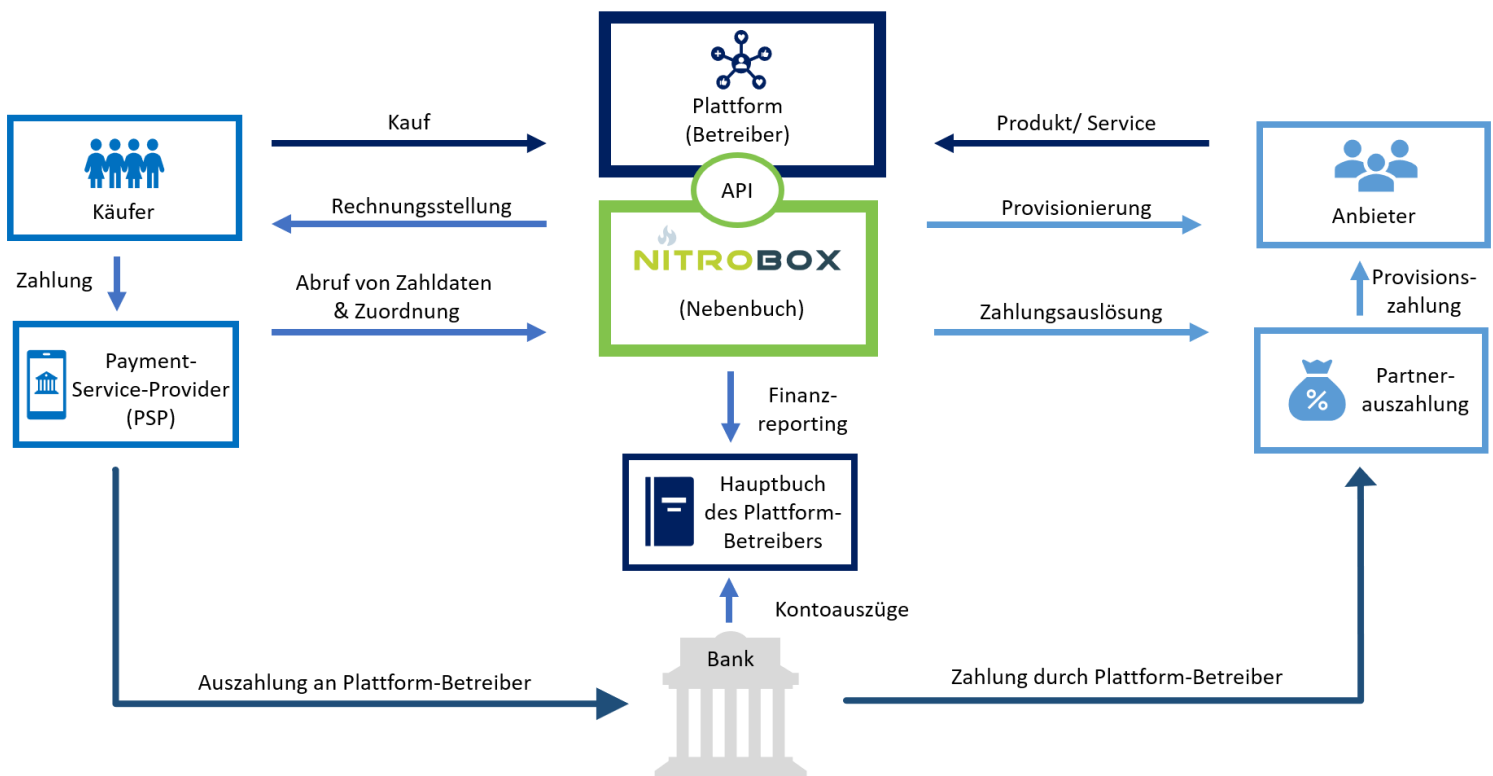 Plattform
(Betreiber)
Kauf
Produkt/ Service
API
Käufer
Rechnungsstellung
Provisionierung
Anbieter
NITROBOX
(Nebenbuch)
Zahlung
Abruf von Zahldaten
& Zuordnung
Zahlungsauslösung
Provisions-
zahlung
Payment-
Service-Provider
(PSP)
Finanz-
reporting
%
Partner-
auszahlung
Hauptbuch
des Plattform-
Betreibers
Kontoauszüge
Bank
Auszahlung an Plattform-Betreiber
Zahlung durch Plattform-Betreiber